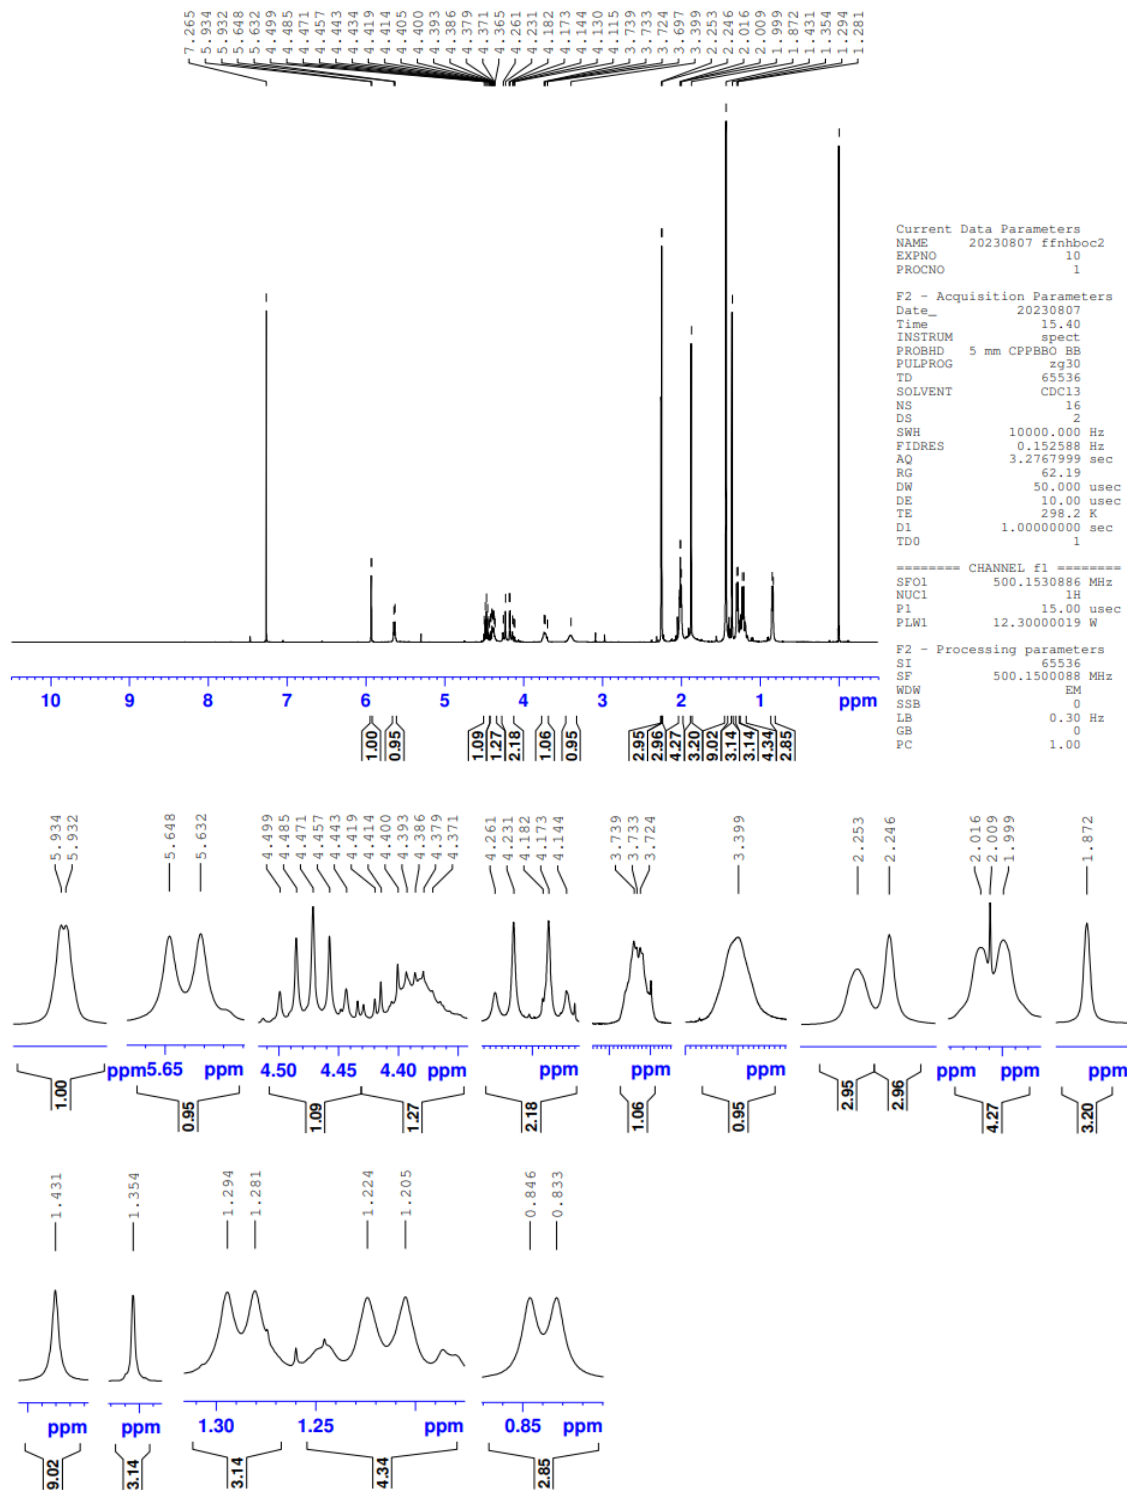 7.265
5.934
5.932
5.648
5.632
4.499
4.485
4.471
4.457
4.443
4.434
4.419
4.414
4.405
4.400
4.393
4.386
4.379
4.371
4.365
4.261
4.231
4.182
4.173
4.144
4.130
4.115
3.739
3.733
3.724
3.697
3.399
2.253
2.246
2.016
2.009
1.999
1.872
1.431
1.354
1.294
1.281
Current Data Parameters
NAME 20230807 ffnhboc2
EXPNO 10
PROCNO 1
F2 - Acquisition Parameters
Date_ 20230807
Time 15.40
INSTRUM spect
PROBHD 5 mm CPPBBO BB
PULPROG zg30
TD 65536
SOLVENT CDCl3
NS 16
DS 2
SWH 10000.000 Hz
FIDRES 0.152588 Hz
AQ 3.2767999 sec
RG 62.19
DW 50.000 usec
DE 10.00 usec
TE 298.2 K
D1 1.00000000 sec
TD0 1
======== CHANNEL f1 ========
SFO1 500.1530886 MHz
NUC1 1H
P1 15.00 usec
PLW1 12.30000019 W
F2 - Processing parameters
SI 65536
SF 500.1500088 MHz
WDW EM
SSB 0
LB 0.30 Hz
GB 0
PC 1.00
10 9 8 7 6 5 4 3 2 1 ppm
1.00 0.95 1.09 1.27 2.18 1.06 0.95 2.95 2.96 4.27 3.20 9.02 3.14 3.14 4.34 2.85
5.934 5.932 5.648 5.632 4.499 4.485 4.471 4.457 4.443 4.419 4.414 4.400 4.393 4.386 4.379 4.371 4.261 4.231 4.182 4.173 4.144 3.739 3.733 3.724 3.399 2.253 2.246 2.016 2.009 1.999 1.872
ppm 5.65 ppm 4.50 4.45 4.40 ppm ppm ppm ppm ppm ppm ppm ppm
1.00 0.95 1.09 1.27 2.18 1.06 0.95 2.95 2.96 4.27 3.20
1.431 1.354 1.294 1.281 1.224 1.205 0.846 0.833
ppm ppm 1.30 1.25 ppm 0.85 ppm
9.02 3.14 3.14 4.34 2.85